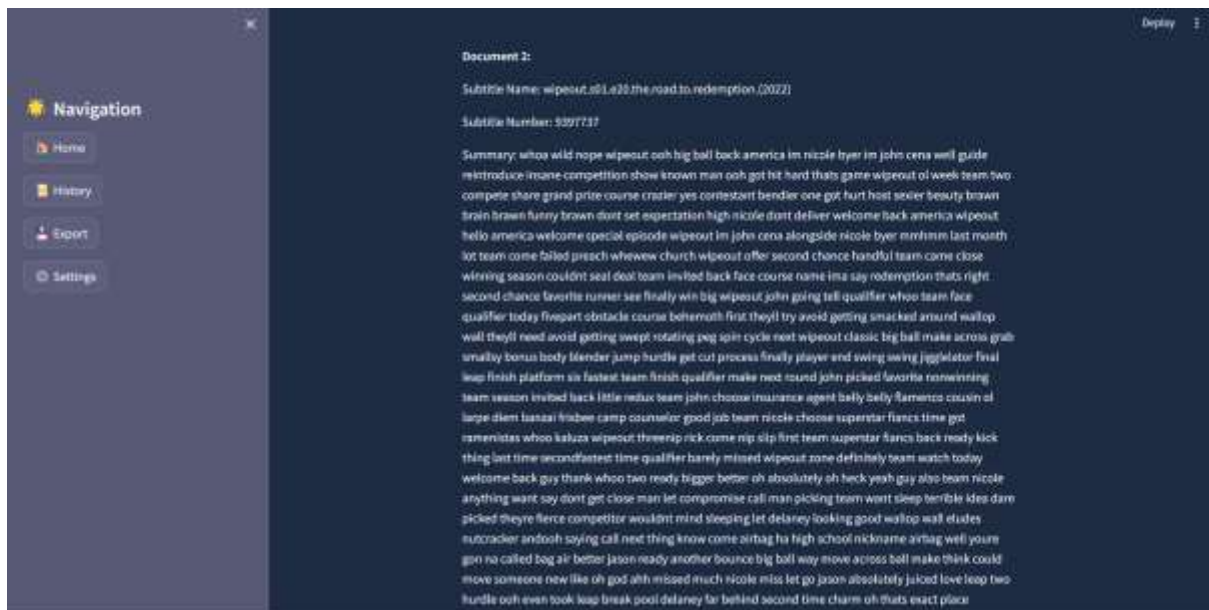 Deploy
Navigation
Home
History
Export
Settings
Document 2:
Subtitle Name: wipeout.s01.e20.the.road.to.redemption.(2022)
Subtitle Number: 9397737
Summary: whoa wild nope wipeout ooh big ball back america im nicole byer im john cena well guide
reintroduce insane competition show known man ooh got hit hard thats game wipeout ol week team two
compete share grand prize course crazier yes contestant bendier one got hurt host sexier beauty brawn
brain brawn funny brawn dont set expectation high nicole dont deliver welcome back america wipeout
hello america welcome special episode wipeout im john cena alongside nicole byer mmhmm last month
lot team come failed preach whewew church wipeout offer second chance handful team came close
winning season couldnt seal deal team invited back face course name ima say redemption thats right
second chance favorite runner see finally win big wipeout john going tell qualifier whoo team face
qualifier today fivepart obstacle course behemoth first theyll try avoid getting smacked around wallop
wall theyll need avoid getting swept rotating peg spin cycle next wipeout classic big ball make across grab
smallsy bonus body blender jump hurdle get cut process finally player end swing swing jigglelator final
leap finish platform six fastest team finish qualifier make next round john picked favorite nonwinning
team season invited back little redux team john choose insurance agent belly belly flamenco cousin ol
larpe diem banzai frisbee camp counselor good job team nicole choose superstar fiancs time got
ramenistas whoo kaluza wipeout threenip rick come nip slip first team superstar fiancs back ready kick
thing last time secondfastest time qualifier barely missed wipeout zone definitely team watch today
welcome back guy thank whoo two ready bigger better oh absolutely oh heck yeah guy also team nicole
anything want say dont get close man let compromise call man picking team want sleep terrible idea dare
picked theyre fierce competitor wouldnt mind sleeping let delaney looking good wallop wall eludes
nutcracker andooh saying call next thing know come airbag ha high school nickname airbag well youre
gon na called bag air better jason ready another bounce big ball way move across ball make think could
move someone new like oh god ahh missed much nicole miss let go jason absolutely juiced love leap two
hurdle ooh even took leap break pool delaney far behind second time charm oh thats exact place